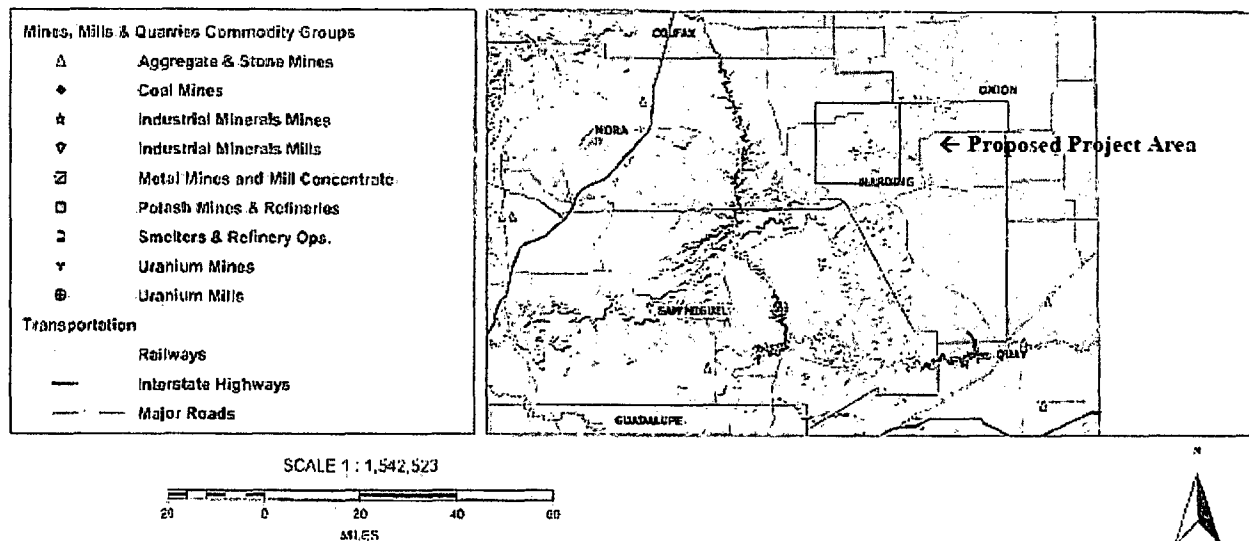 Mines, Mills & Quarries Commodity Groups
Aggregate & Stone Mines
Coal Mines
Industrial Minerals Mines
Industrial Minerals Mills
Metal Mines and Mill Concentrate
Potash Mines & Refineries
Smelters & Refinery Ops.
Uranium Mines
Uranium Mills
Transportation
Railways
Interstate Highways
Major Roads
COLFAX
UNION
MORA
← Proposed Project Area
HARDING
SAN MIGUEL
QUAY
GUADALUPE
SCALE 1 : 1,542,523
20 0 20 40 60
MILES
N